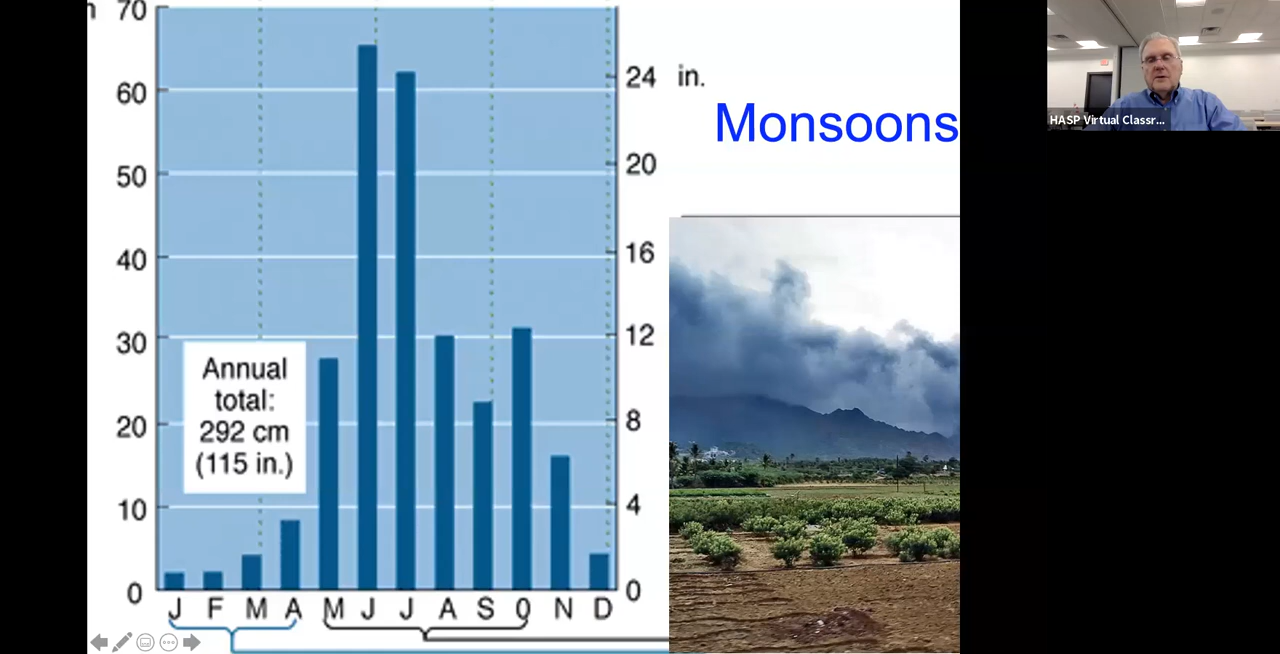 70
60
50
40
30
20
10
0
Annual
total:
292 cm
(115 in.)
24 in.
20
16
12
8
4
0
J F M A M J J A S O N D
Monsoons
HASP Virtual Classr...